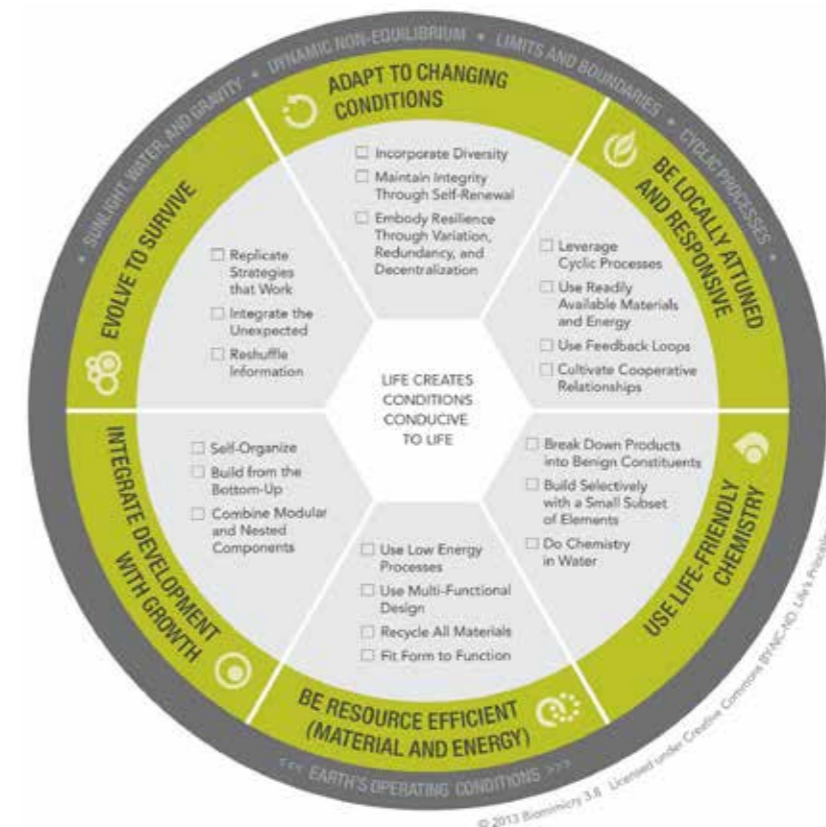 • SUNLIGHT, WATER, AND GRAVITY • DYNAMIC NON-EQUILIBRIUM • LIMITS AND BOUNDARIES • CYCLIC PROCESSES •
ADAPT TO CHANGING
CONDITIONS
Incorporate Diversity
Maintain Integrity
Through Self-Renewal
Embody Resilience
Through Variation,
Redundancy, and
Decentralization
BE LOCALLY ATTUNED
AND RESPONSIVE
Leverage
Cyclic Processes
Use Readily
Available Materials
and Energy
Use Feedback Loops
Cultivate Cooperative
Relationships
USE LIFE-FRIENDLY
CHEMISTRY
Break Down Products
into Benign Constituents
Build Selectively
with a Small Subset
of Elements
Do Chemistry
in Water
BE RESOURCE EFFICIENT
(MATERIAL AND ENERGY)
Use Low Energy
Processes
Use Multi-Functional
Design
Recycle All Materials
Fit Form to Function
INTEGRATE DEVELOPMENT
WITH GROWTH
Self-Organize
Build from the
Bottom-Up
Combine Modular
and Nested
Components
EVOLVE TO SURVIVE
Replicate
Strategies
that Work
Integrate the
Unexpected
Reshuffle
Information
LIFE CREATES
CONDITIONS
CONDUCIVE
TO LIFE
<<< EARTH'S OPERATING CONDITIONS >>>
© 2013 Biomimicry 3.8 Licensed under Creative Commons BY-NC-ND Life's